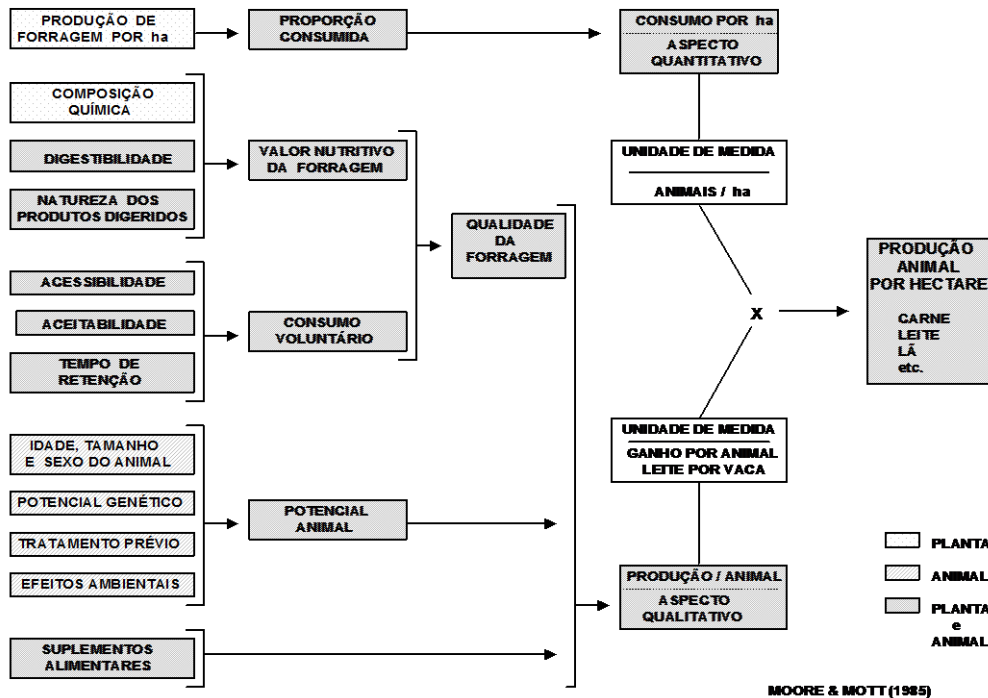 PRODUÇÃO DE
FORRAGEM POR ha
PROPORÇÃO
CONSUMIDA
CONSUMO POR ha
ASPECTO
QUANTITATIVO
COMPOSIÇÃO
QUÍMICA
DIGESTIBILIDADE
NATUREZA DOS
PRODUTOS DIGERIDOS
VALOR NUTRITIVO
DA FORRAGEM
ACESSIBILIDADE
ACEITABILIDADE
TEMPO DE
RETENÇÃO
CONSUMO
VOLUNTÁRIO
QUALIDADE
DA
FORRAGEM
IDADE, TAMANHO
E SEXO DO ANIMAL
POTENCIAL GENÉTICO
TRATAMENTO PRÉVIO
EFEITOS AMBIENTAIS
POTENCIAL
ANIMAL
SUPLEMENTOS
ALIMENTARES
UNIDADE DE MEDIDA
ANIMAIS / ha
X
UNIDADE DE MEDIDA
GANHO POR ANIMAL
LEITE POR VACA
PRODUÇÃO / ANIMAL
ASPECTO
QUALITATIVO
PRODUÇÃO
ANIMAL
POR HECTARE
CARNE
LEITE
LÃ
etc.
PLANTA
ANIMAL
PLANTA
e
ANIMAL
MOORE & MOTT (1985)